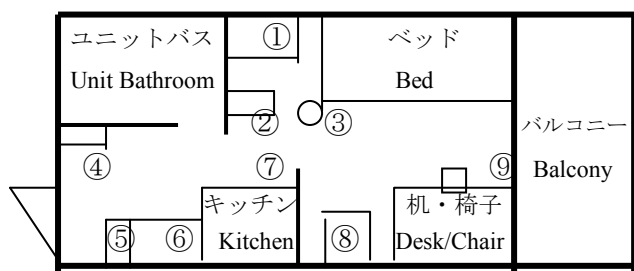 ユニットバス
Unit Bathroom
①
ベッド
Bed
②
③
バルコニー
Balcony
④
⑦
⑨
キッチン
Kitchen
机・椅子
Desk/Chair
⑤
⑥
⑧